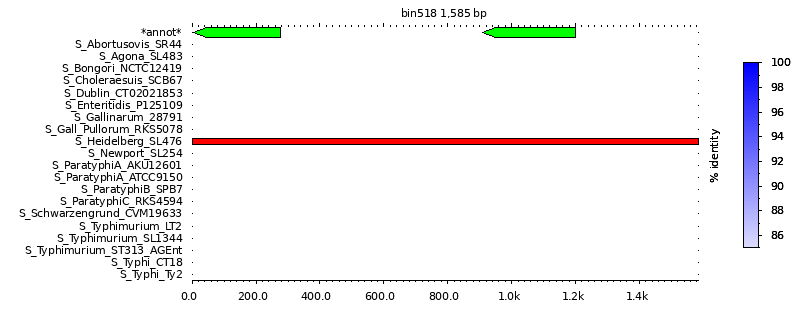 bin518 1,585 bp
*annot*
S_Abortusovis_SR44
S_Agona_SL483
S_Bongori_NCTC12419
S_Choleraesuis_SCB67
S_Dublin_CT02021853
S_Enteritidis_P125109
S_Gallinarum_28791
S_Gall_Pullorum_RKS5078
S_Heidelberg_SL476
S_Newport_SL254
S_ParatyphiA_AKU12601
S_ParatyphiA_ATCC9150
S_ParatyphiB_SPB7
S_ParatyphiC_RKS4594
S_Schwarzengrund_CVM19633
S_Typhimurium_LT2
S_Typhimurium_SL1344
S_Typhimurium_ST313_AGEnt
S_Typhi_CT18
S_Typhi_Ty2
0.0 200.0 400.0 600.0 800.0 1.0k 1.2k 1.4k
% identity
100
98
96
94
92
90
88
86